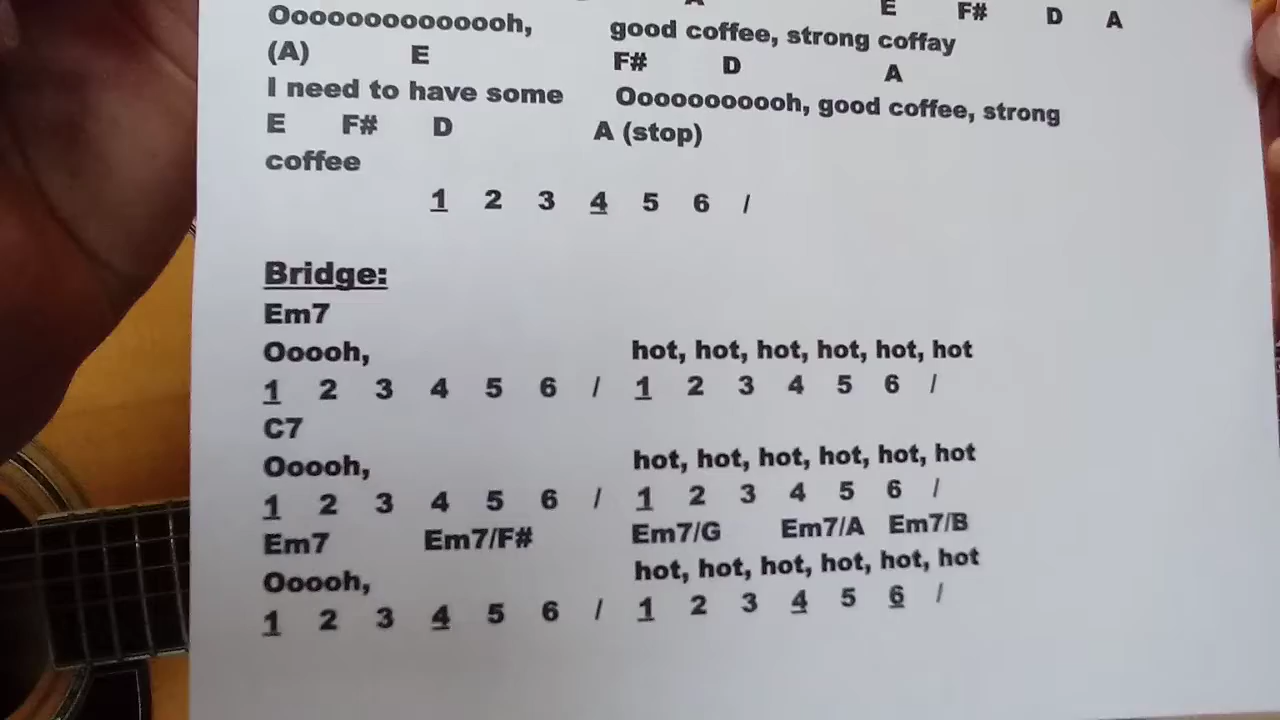 E F# D A
Ooooooooooooooh, good coffee, strong coffay
(A) E F# D A
I need to have some Oooooooooooh, good coffee, strong
E F# D A (stop)
coffee
1 2 3 4 5 6 /
Bridge:
Em7
Ooooh, hot, hot, hot, hot, hot, hot
1 2 3 4 5 6 / 1 2 3 4 5 6 /
C7
Ooooh, hot, hot, hot, hot, hot, hot
1 2 3 4 5 6 / 1 2 3 4 5 6 /
Em7 Em7/F# Em7/G Em7/A Em7/B
Ooooh, hot, hot, hot, hot, hot, hot
1 2 3 4 5 6 / 1 2 3 4 5 6 /